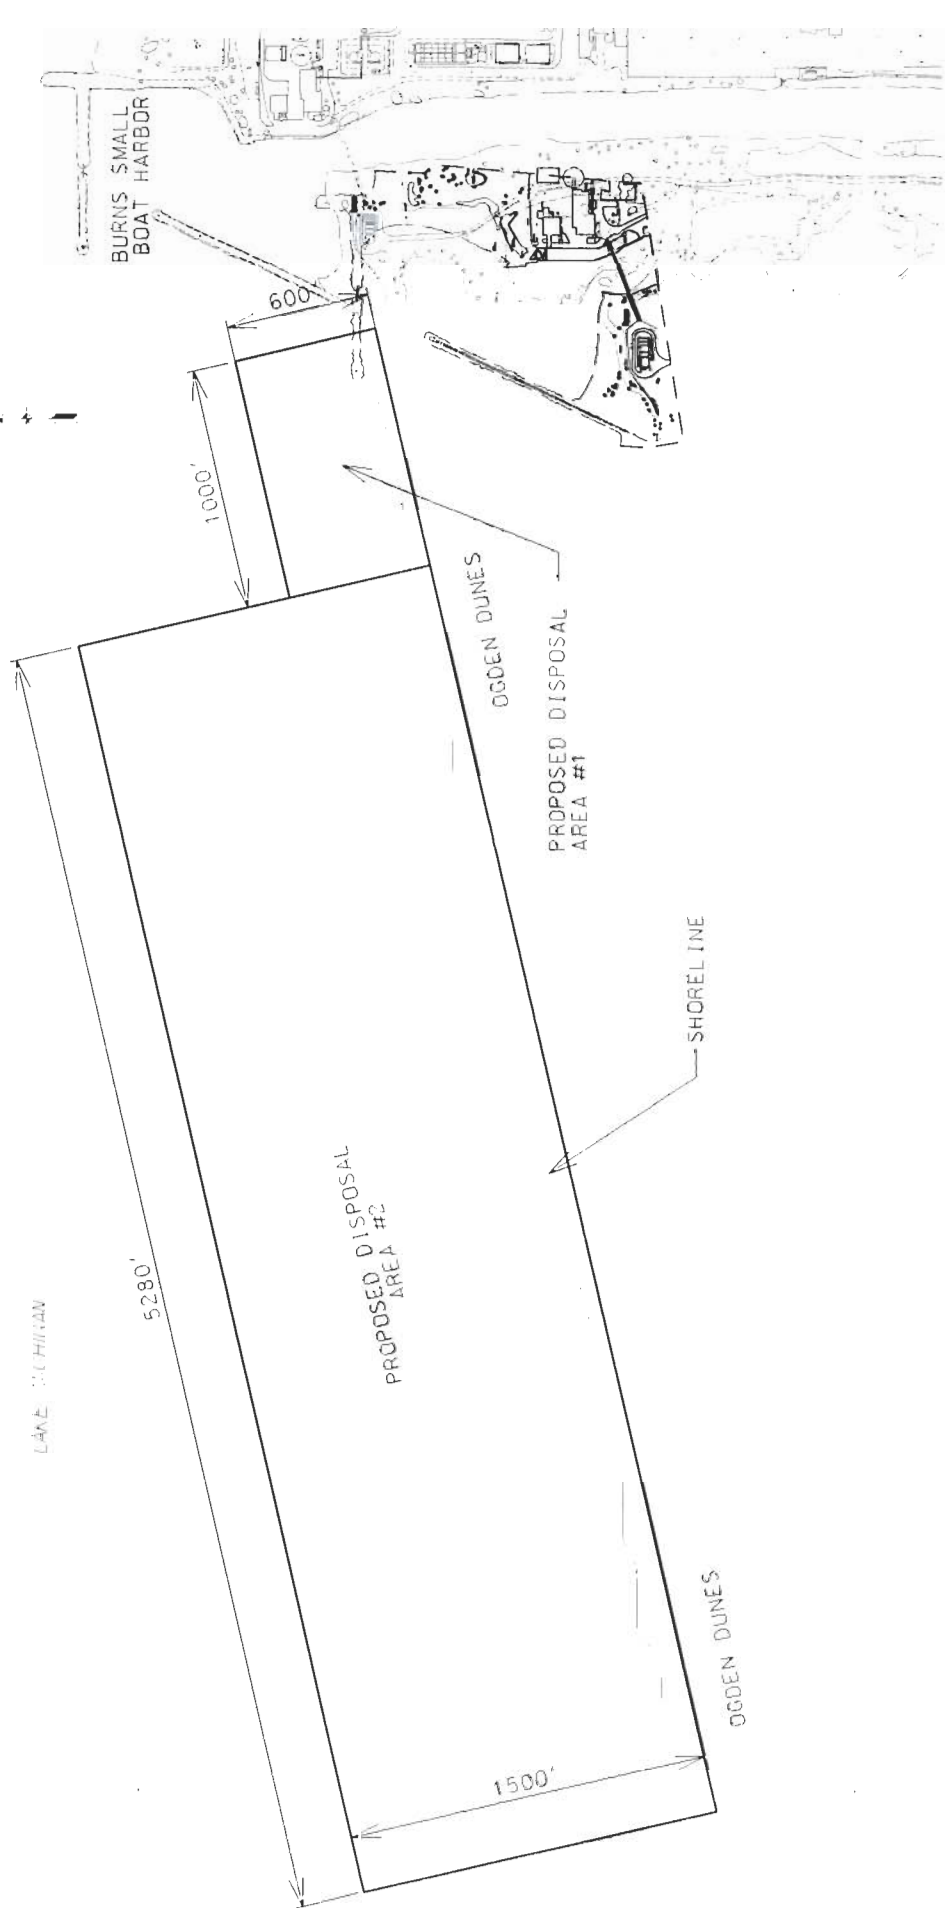 BURNS SMALL
BOAT HARBOR
600'
1000'
OGDEN DUNES
PROPOSED DISPOSAL
AREA #1
SHORELINE
5280'
PROPOSED DISPOSAL
AREA #2
LAKE
1500'
OGDEN DUNES